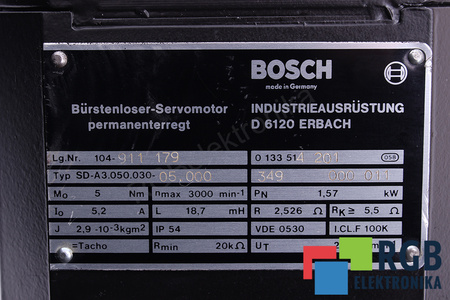 BOSCH
made in Germany
Bürstenloser-Servomotor
permanenterregt
INDUSTRIEAUSRÜSTUNG
D 6120 ERBACH
Lg.Nr. 104-911 179 0 133 514 201 058
Typ SD-A3.050.030-05.000 349 000 011
M₀ 5 Nm nmax 3000 min⁻¹ PN 1,57 kW
I₀ 5,2 A L 18,7 mH R 2,526 Ω RK ≥ 5,5 Ω
J 2,9·10⁻³kgm² IP 54 VDE 0530 I.CL.F 100K
=Tacho Rmin 20kΩ UT
RGB
ELEKTRONIKA